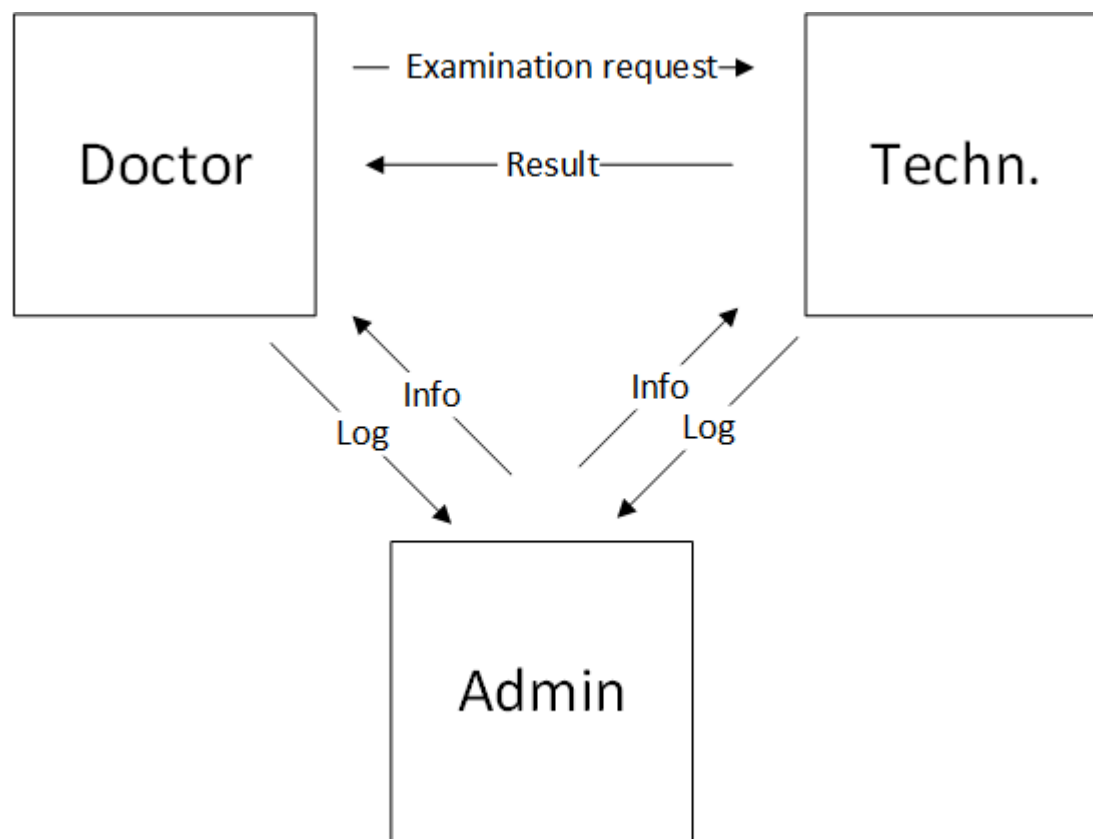 Examination request
Doctor
Result
Techn.
Info
Info
Log
Log
Admin